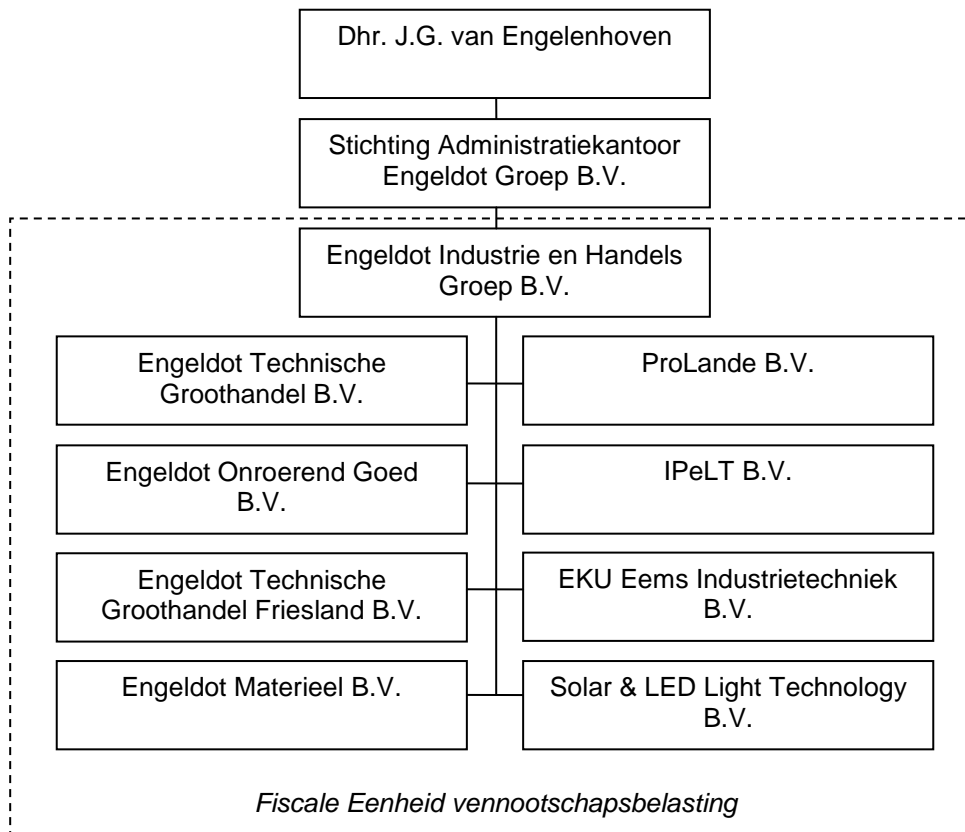 Dhr. J.G. van Engelenhoven
Stichting Administratiekantoor
Engeldot Groep B.V.
Engeldot Industrie en Handels
Groep B.V.
Engeldot Technische
Groothandel B.V.
ProLande B.V.
Engeldot Onroerend Goed
B.V.
IPeLT B.V.
Engeldot Technische
Groothandel Friesland B.V.
EKU Eems Industrietechniek
B.V.
Engeldot Materieel B.V.
Solar & LED Light Technology
B.V.
Fiscale Eenheid vennootschapsbelasting